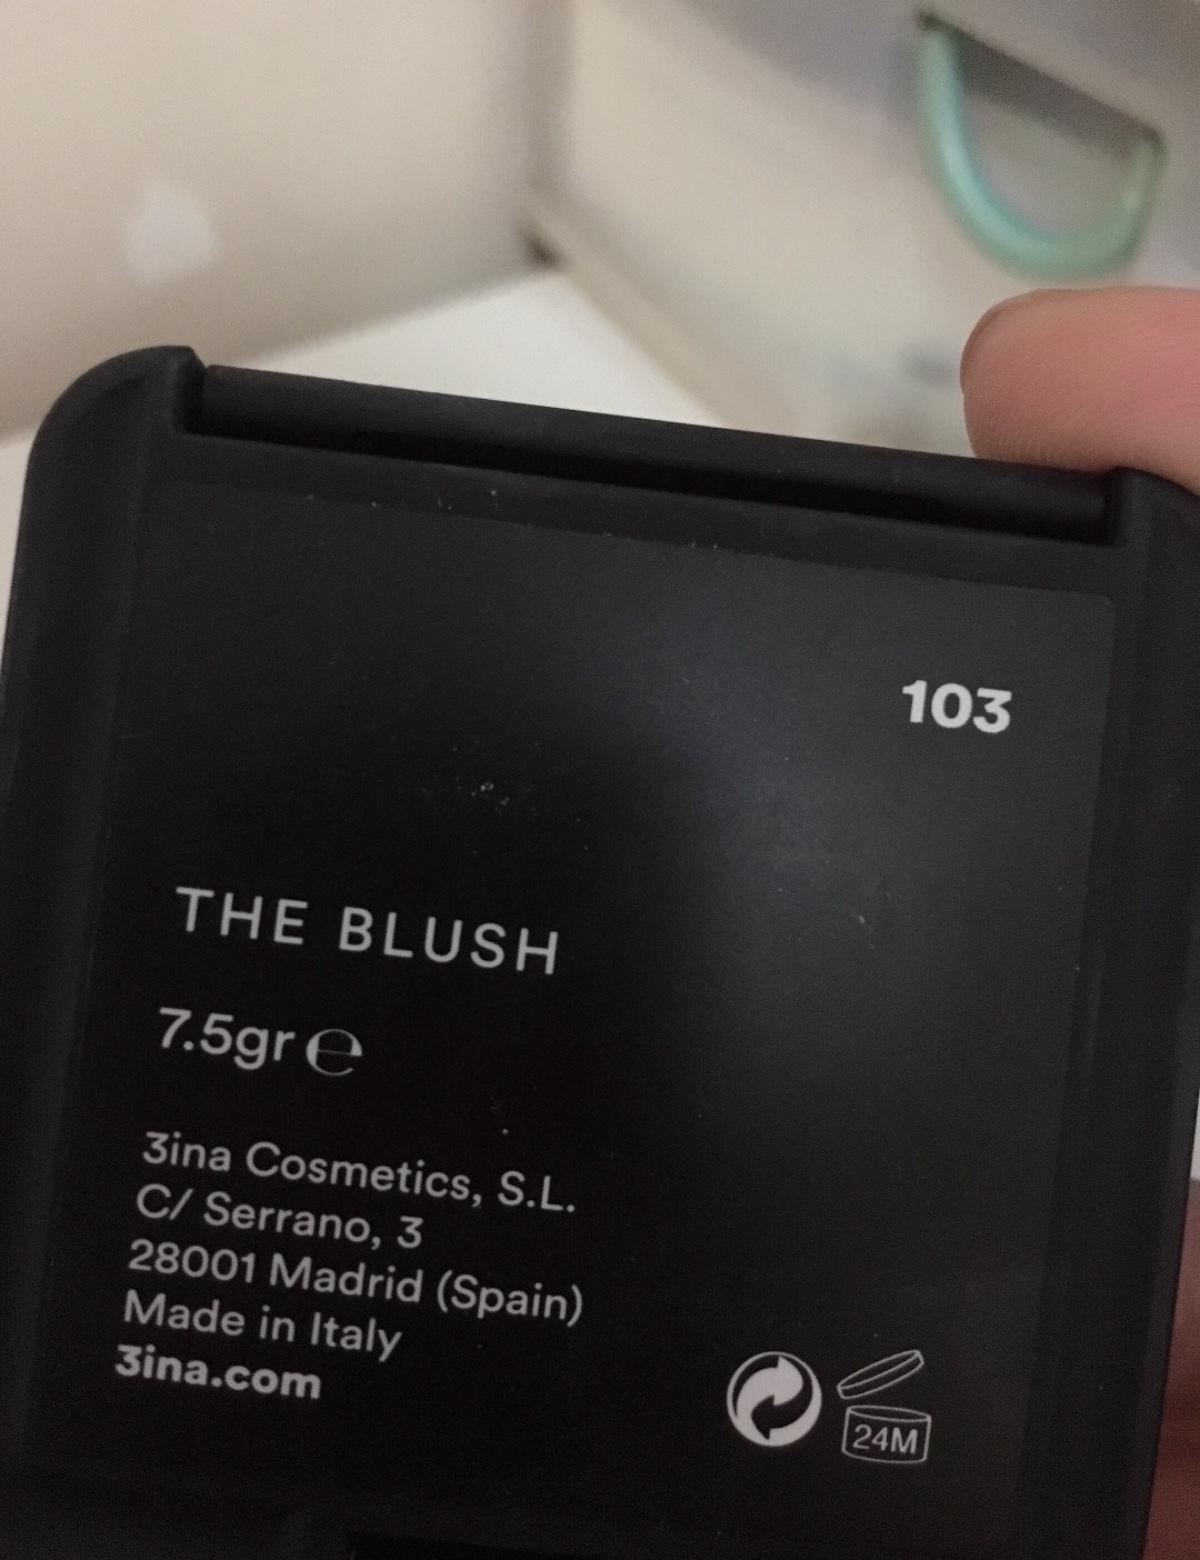 103
THE BLUSH
7.5gr ℮
3ina Cosmetics, S.L.
C/ Serrano, 3
28001 Madrid (Spain)
Made in Italy
3ina.com
24M